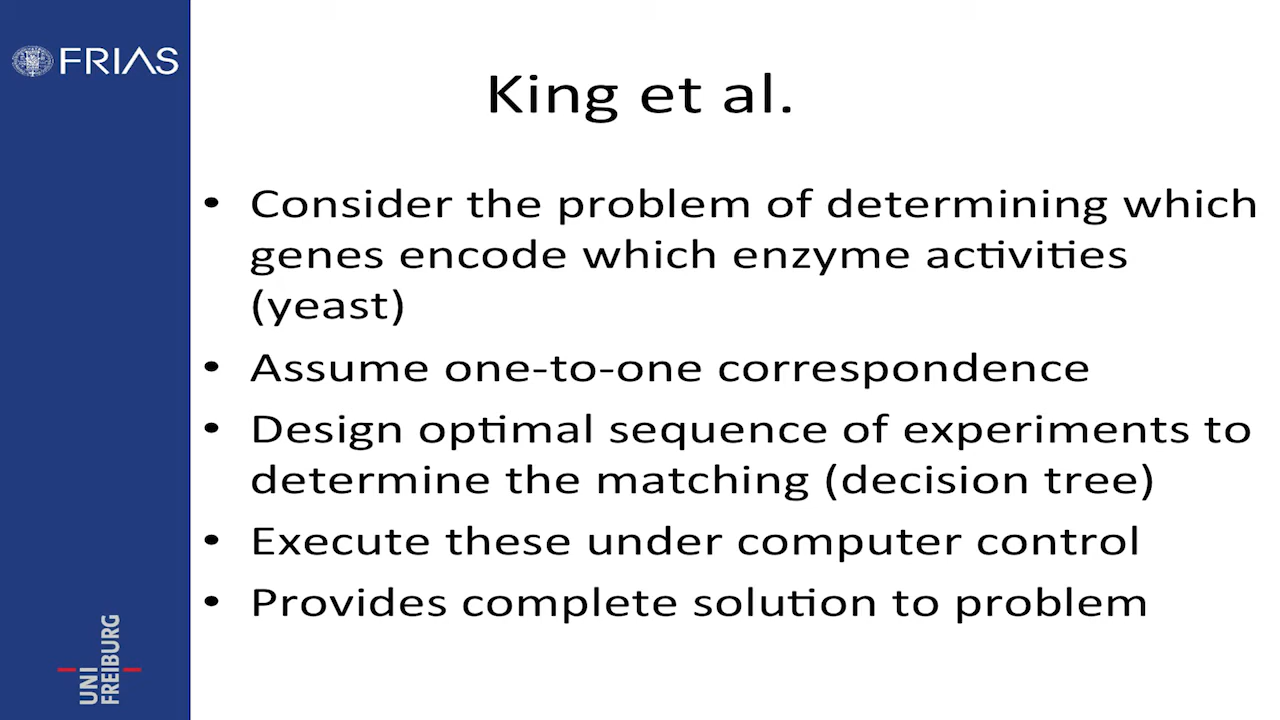 FRIAS
King et al.
• Consider the problem of determining which
genes encode which enzyme activities
(yeast)
• Assume one-to-one correspondence
• Design optimal sequence of experiments to
determine the matching (decision tree)
• Execute these under computer control
• Provides complete solution to problem
UNI
FREIBURG